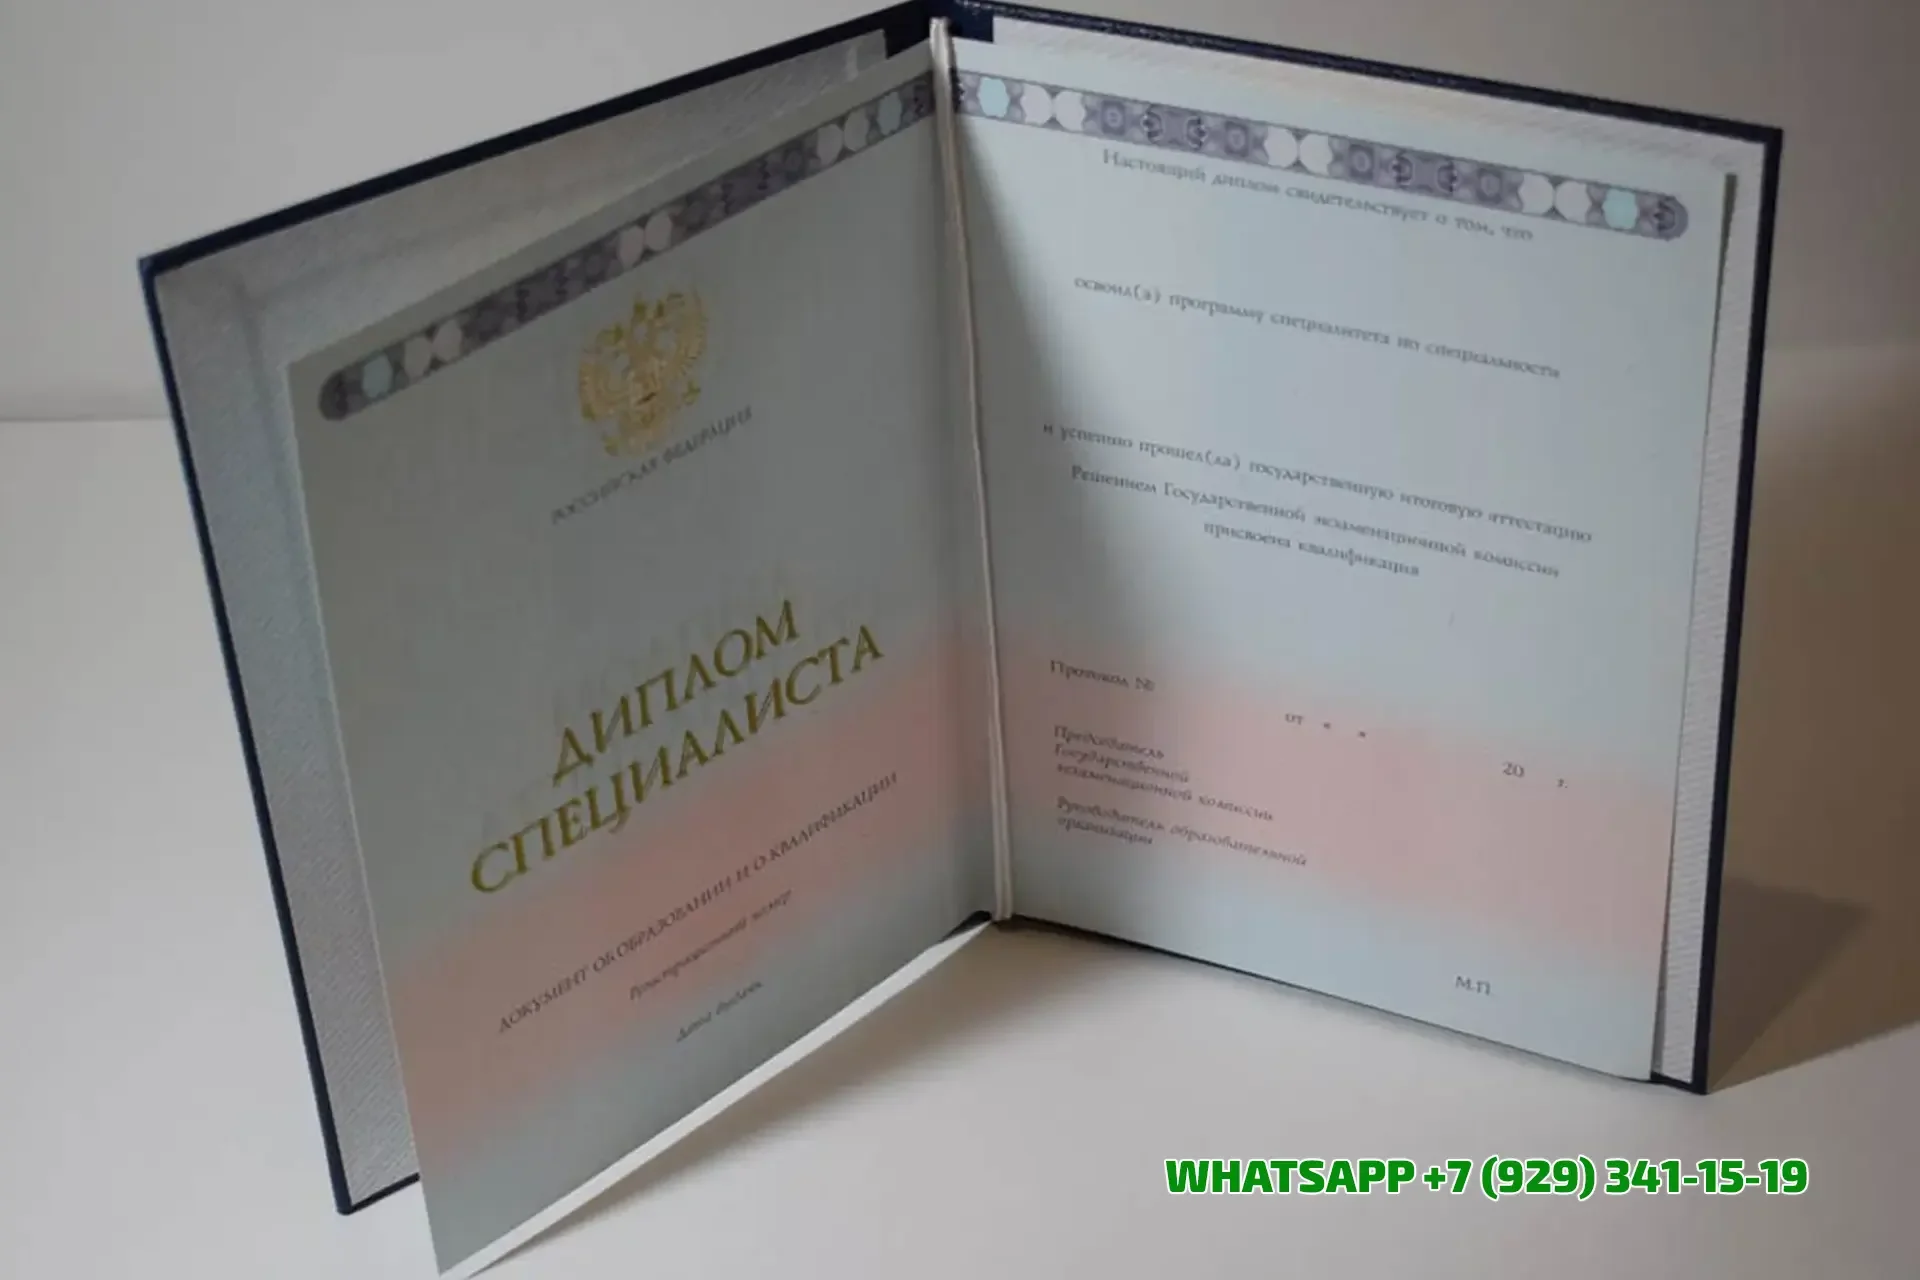 РОССИЙСКАЯ ФЕДЕРАЦИЯ
ДИПЛОМ
СПЕЦИАЛИСТА
ДОКУМЕНТ ОБ ОБРАЗОВАНИИ И О КВАЛИФИКАЦИИ
Регистрационный номер
Дата выдачи
Настоящий диплом свидетельствует о том, что
освоил(а) программу специалитета по специальности
и успешно прошел(ла) государственную итоговую аттестацию
Решением Государственной экзаменационной комиссии
присвоена квалификация
Протокол №
от « »
20 г.
Председатель
Государственной
экзаменационной комиссии
Руководитель образовательной
организации
М.П.
WHATSAPP +7 (929) 341-15-19